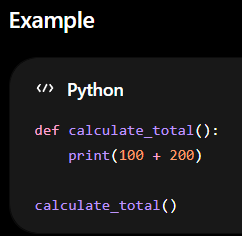 Example
</> Python
def calculate_total():
    print(100 + 200)

calculate_total()